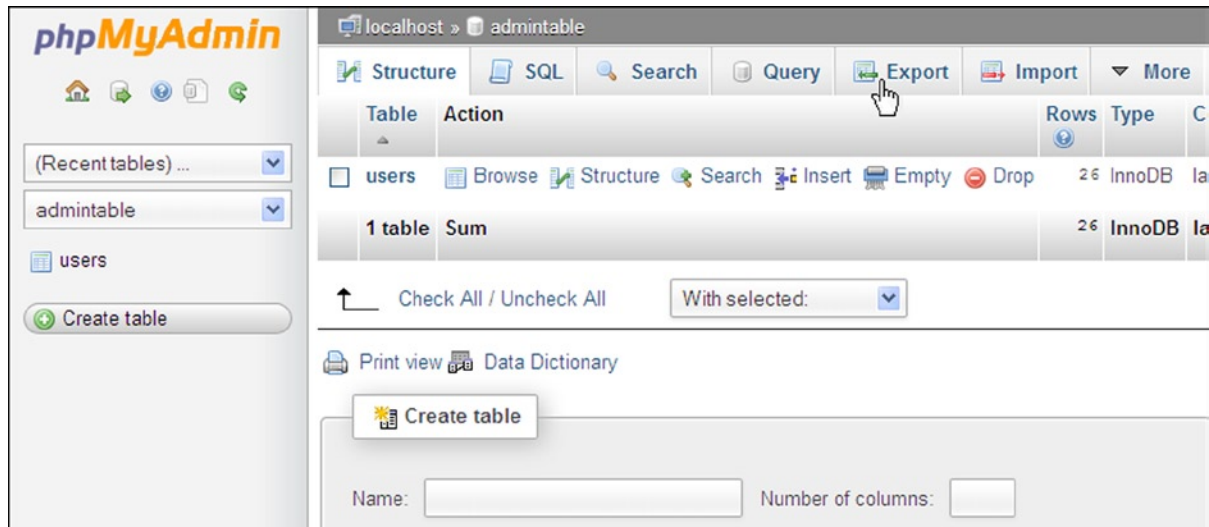 phpMyAdmin
(Recent tables) ...
admintable
users
Create table
localhost » admintable
Structure SQL Search Query Export Import More
Table Action Rows Type C
users Browse Structure Search Insert Empty Drop 26 InnoDB la
1 table Sum 26 InnoDB la
Check All / Uncheck All With selected:
Print view Data Dictionary
Create table
Name: Number of columns: